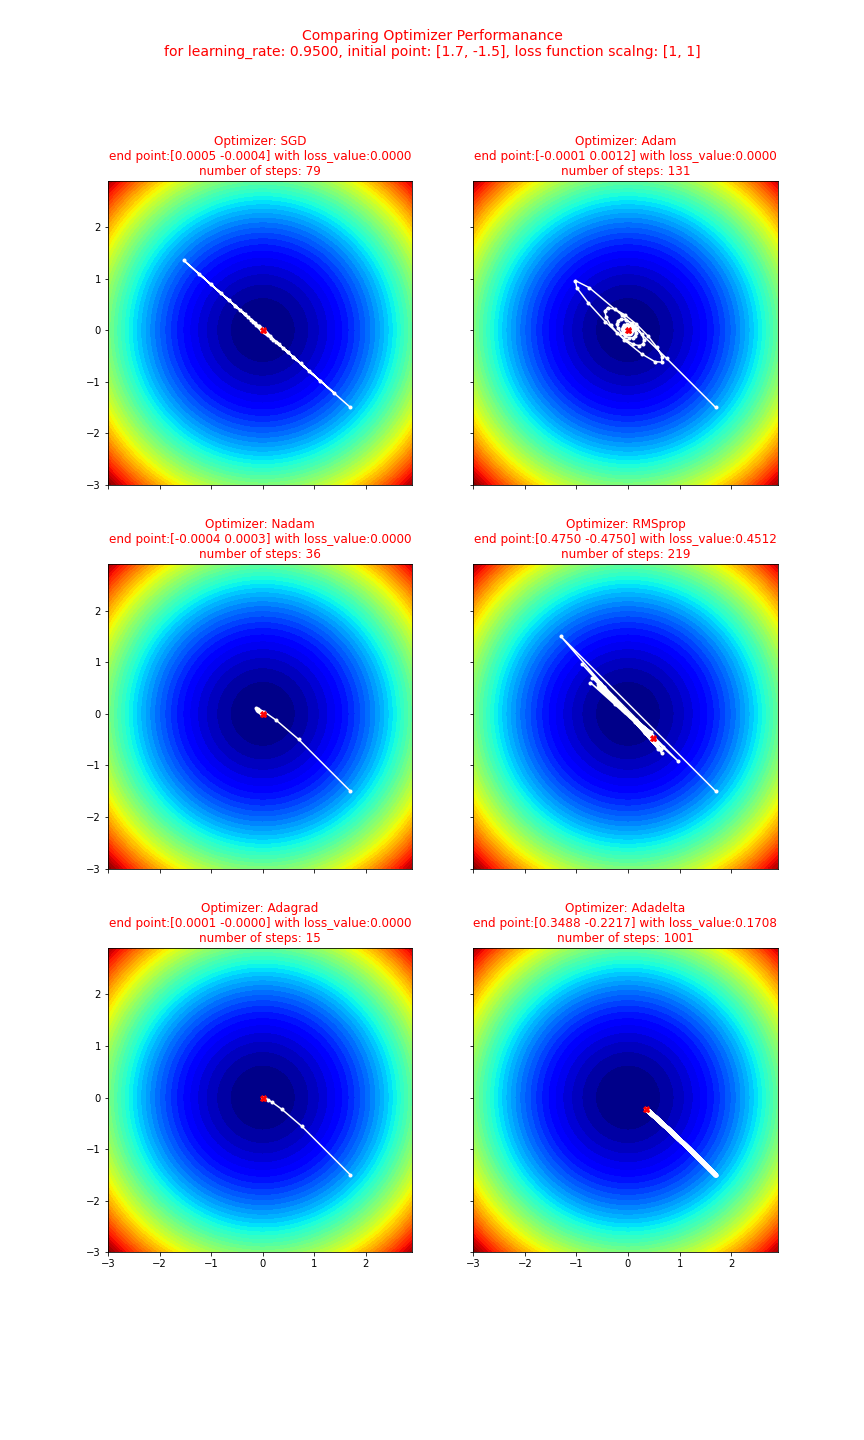 Comparing Optimizer Performanance
for learning_rate: 0.9500, initial point: [1.7, -1.5], loss function scalng: [1, 1]
Optimizer: SGD
end point:[0.0005 -0.0004] with loss_value:0.0000
number of steps: 79
2
1
0
−1
−2
−3
Optimizer: Adam
end point:[-0.0001 0.0012] with loss_value:0.0000
number of steps: 131
Optimizer: Nadam
end point:[-0.0004 0.0003] with loss_value:0.0000
number of steps: 36
2
1
0
−1
−2
−3
Optimizer: RMSprop
end point:[0.4750 -0.4750] with loss_value:0.4512
number of steps: 219
Optimizer: Adagrad
end point:[0.0001 -0.0000] with loss_value:0.0000
number of steps: 15
2
1
0
−1
−2
−3
−3 −2 −1 0 1 2
Optimizer: Adadelta
end point:[0.3488 -0.2217] with loss_value:0.1708
number of steps: 1001
−3 −2 −1 0 1 2